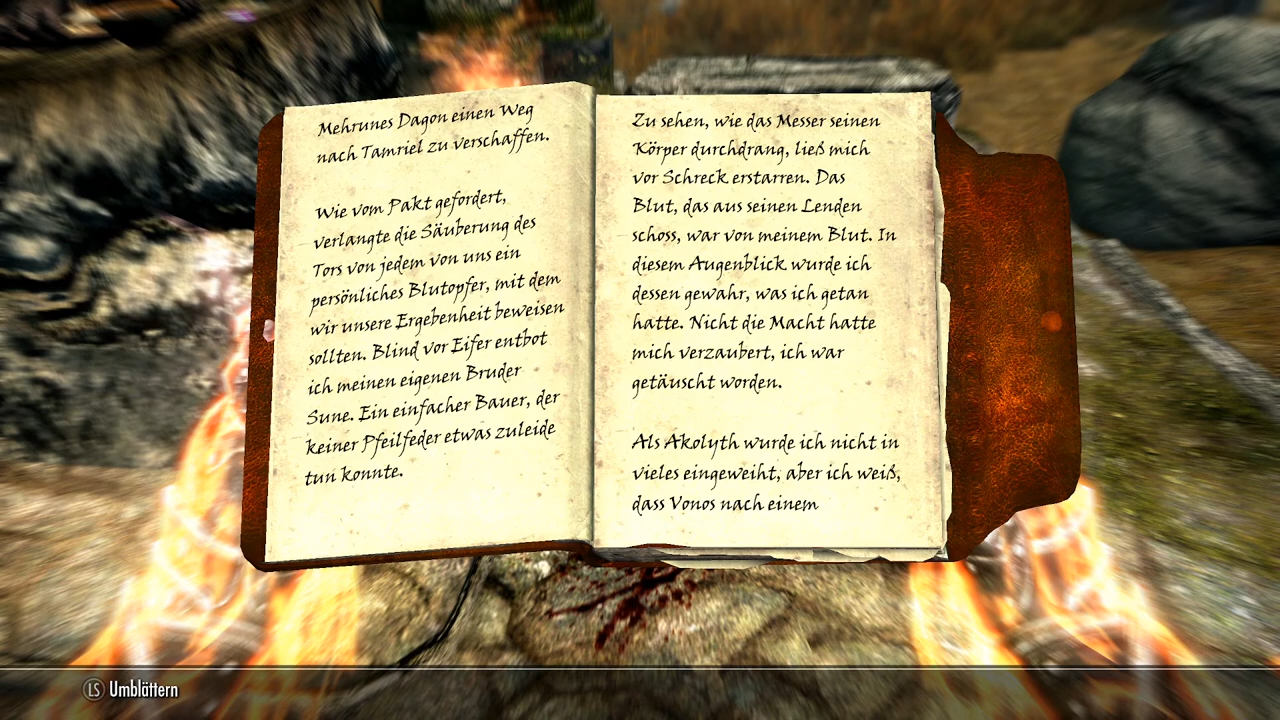 Mehrunes Dagon einen Weg
nach Tamriel zu verschaffen.
Wie vom Pakt gefordert,
verlangte die Säuberung des
Tors von jedem von uns ein
persönliches Blutopfer, mit dem
wir unsere Ergebenheit beweisen
sollten. Blind vor Eifer entbot
ich meinen eigenen Bruder
Sune. Ein einfacher Bauer, der
keiner Pfeilfeder etwas zuleide
tun konnte.
Zu sehen, wie das Messer seinen
Körper durchdrang, ließ mich
vor Schreck erstarren. Das
Blut, das aus seinen Lenden
schoss, war von meinem Blut. In
diesem Augenblick wurde ich
dessen gewahr, was ich getan
hatte. Nicht die Macht hatte
mich verzaubert, ich war
getäuscht worden.
Als Akolyth wurde ich nicht in
vieles eingeweiht, aber ich weiß,
dass Vonos nach einem
LS Umblättern